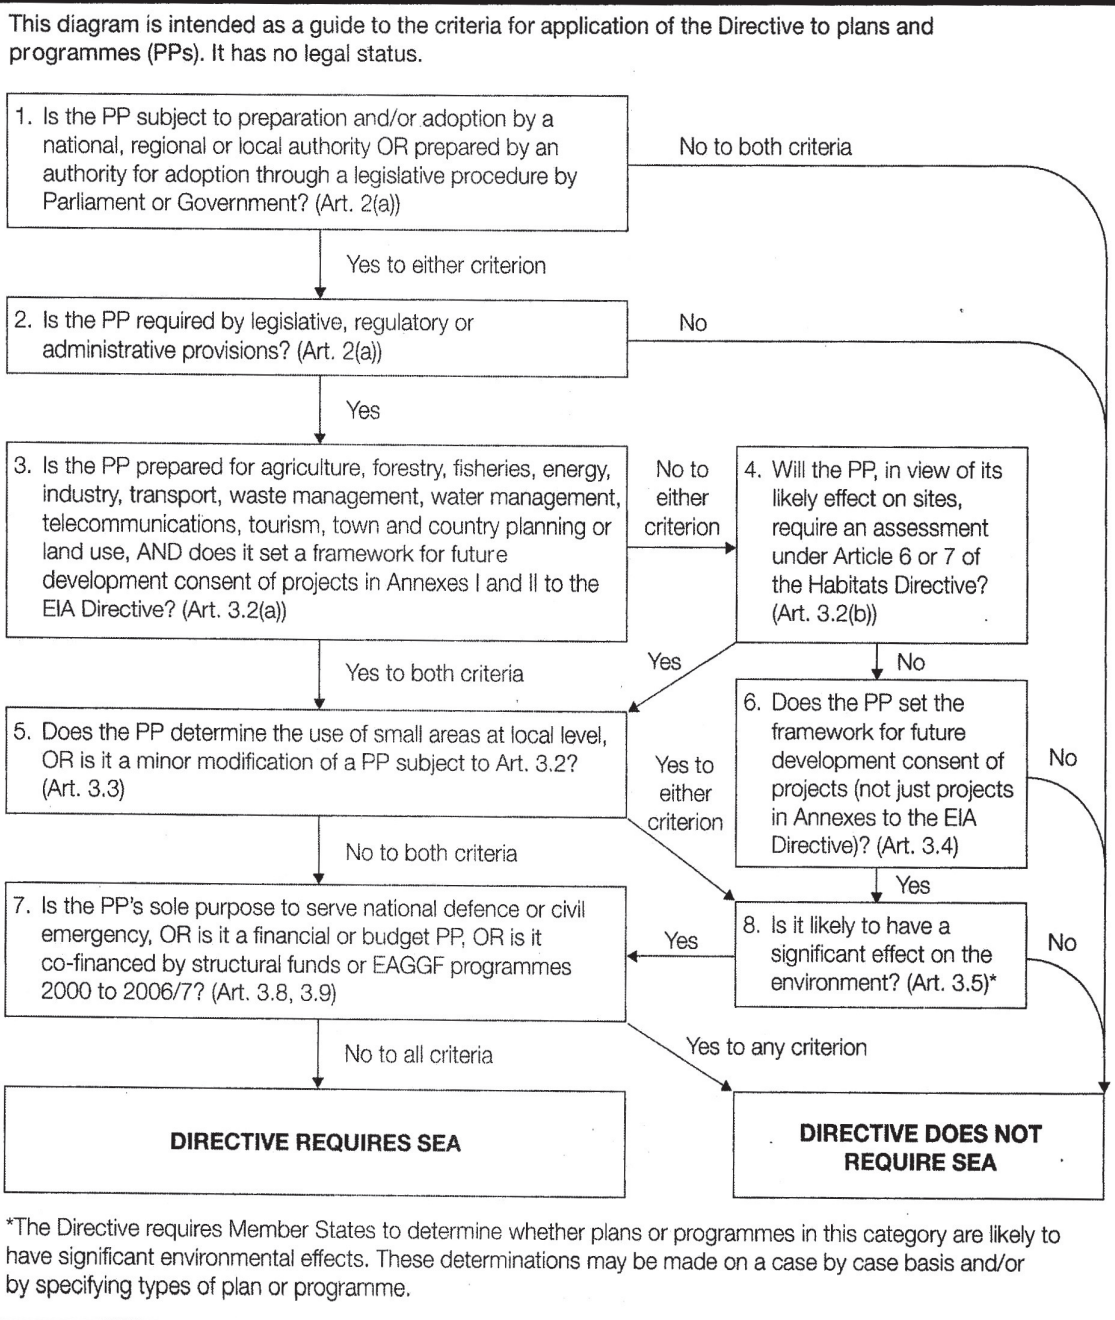 This diagram is intended as a guide to the criteria for application of the Directive to plans and
programmes (PPs). It has no legal status.
1. Is the PP subject to preparation and/or adoption by a
national, regional or local authority OR prepared by an
authority for adoption through a legislative procedure by
Parliament or Government? (Art. 2(a))
No to both criteria
Yes to either criterion
2. Is the PP required by legislative, regulatory or
administrative provisions? (Art. 2(a))
No
Yes
3. Is the PP prepared for agriculture, forestry, fisheries, energy,
industry, transport, waste management, water management,
telecommunications, tourism, town and country planning or
land use, AND does it set a framework for future
development consent of projects in Annexes I and II to the
EIA Directive? (Art. 3.2(a))
No to
either
criterion
4. Will the PP, in view of its
likely effect on sites,
require an assessment
under Article 6 or 7 of
the Habitats Directive?
(Art. 3.2(b))
Yes to both criteria
Yes
No
5. Does the PP determine the use of small areas at local level,
OR is it a minor modification of a PP subject to Art. 3.2?
(Art. 3.3)
Yes to
either
criterion
6. Does the PP set the
framework for future
development consent of
projects (not just projects
in Annexes to the EIA
Directive)? (Art. 3.4)
No
No to both criteria
Yes
7. Is the PP's sole purpose to serve national defence or civil
emergency, OR is it a financial or budget PP, OR is it
co-financed by structural funds or EAGGF programmes
2000 to 2006/7? (Art. 3.8, 3.9)
Yes
8. Is it likely to have a
significant effect on the
environment? (Art. 3.5)*
No
No to all criteria
Yes to any criterion
DIRECTIVE REQUIRES SEA
DIRECTIVE DOES NOT
REQUIRE SEA
*The Directive requires Member States to determine whether plans or programmes in this category are likely to
have significant environmental effects. These determinations may be made on a case by case basis and/or
by specifying types of plan or programme.